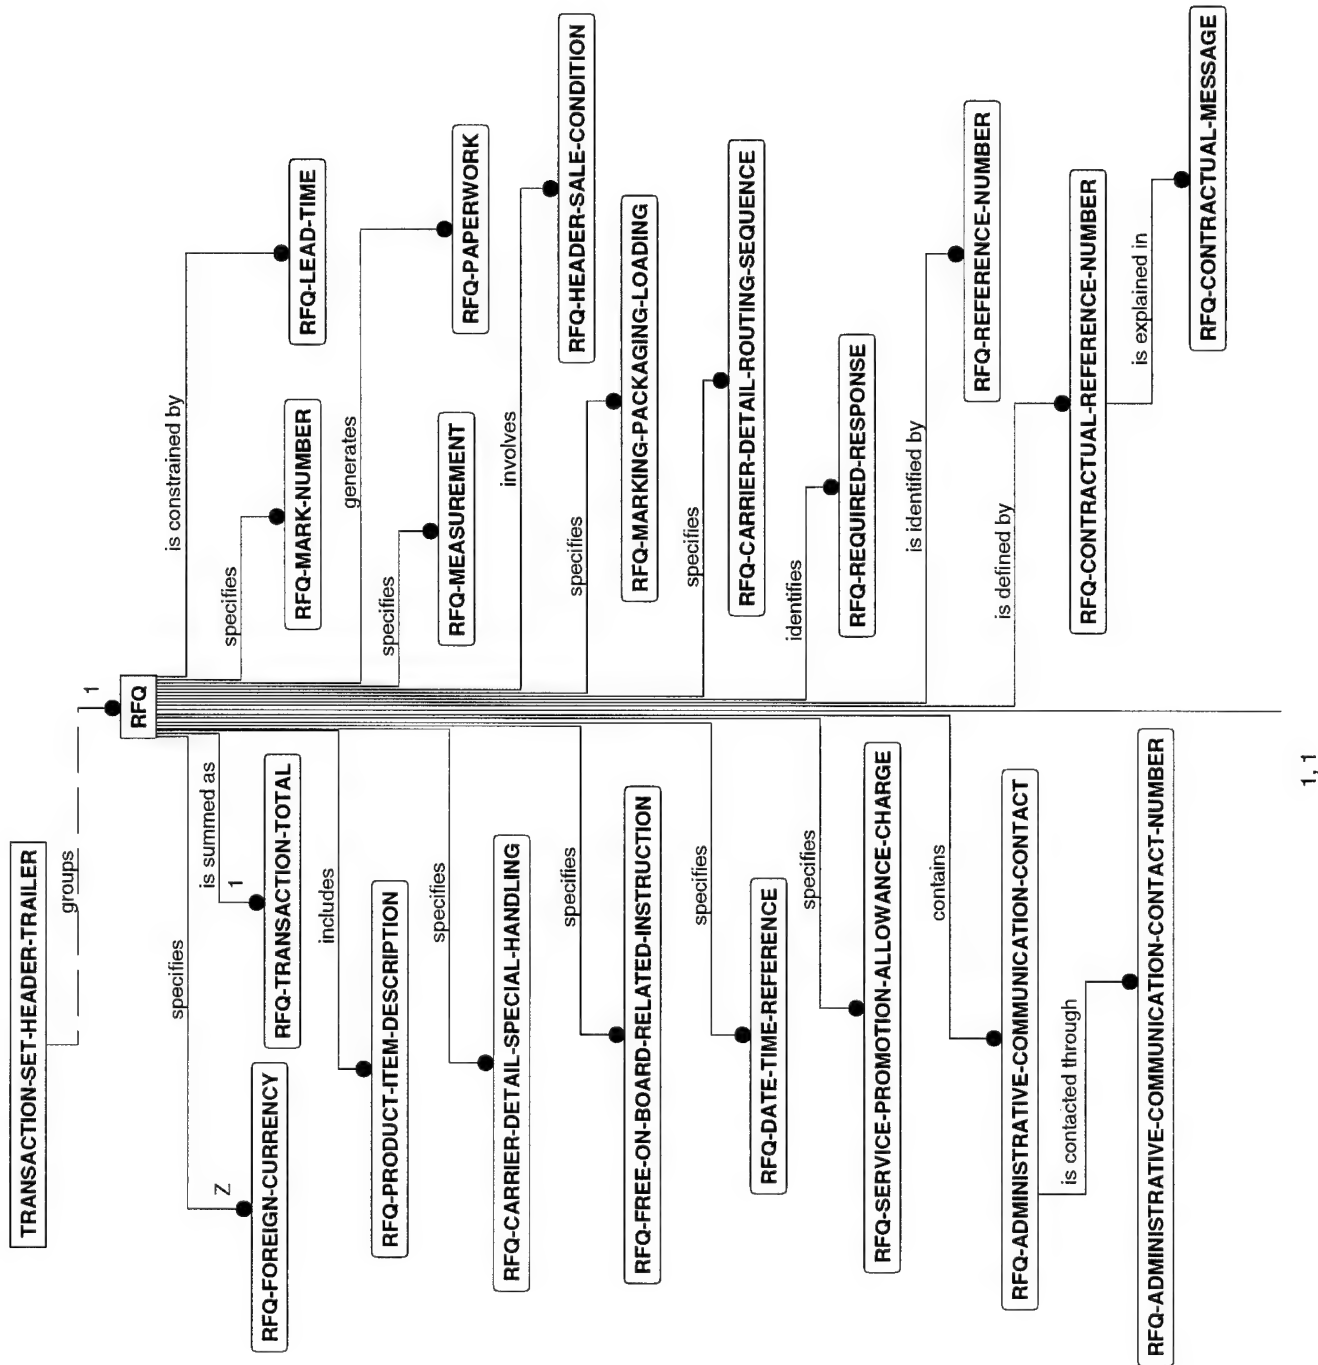 TRANSACTION-SET-HEADER-TRAILER
groups
1
RFQ
specifies
Z
RFQ-FOREIGN-CURRENCY
is summed as
1
RFQ-TRANSACTION-TOTAL
includes
RFQ-PRODUCT-ITEM-DESCRIPTION
specifies
RFQ-CARRIER-DETAIL-SPECIAL-HANDLING
specifies
RFQ-FREE-ON-BOARD-RELATED-INSTRUCTION
specifies
RFQ-DATE-TIME-REFERENCE
specifies
RFQ-SERVICE-PROMOTION-ALLOWANCE-CHARGE
contains
RFQ-ADMINISTRATIVE-COMMUNICATION-CONTACT
is contacted through
RFQ-ADMINISTRATIVE-COMMUNICATION-CONTACT-NUMBER
specifies
RFQ-MARK-NUMBER
is constrained by
RFQ-LEAD-TIME
specifies
RFQ-MEASUREMENT
generates
RFQ-PAPERWORK
involves
RFQ-HEADER-SALE-CONDITION
specifies
RFQ-MARKING-PACKAGING-LOADING
specifies
RFQ-CARRIER-DETAIL-ROUTING-SEQUENCE
identifies
RFQ-REQUIRED-RESPONSE
is identified by
RFQ-REFERENCE-NUMBER
is defined by
RFQ-CONTRACTUAL-REFERENCE-NUMBER
is explained in
RFQ-CONTRACTUAL-MESSAGE
1, 1